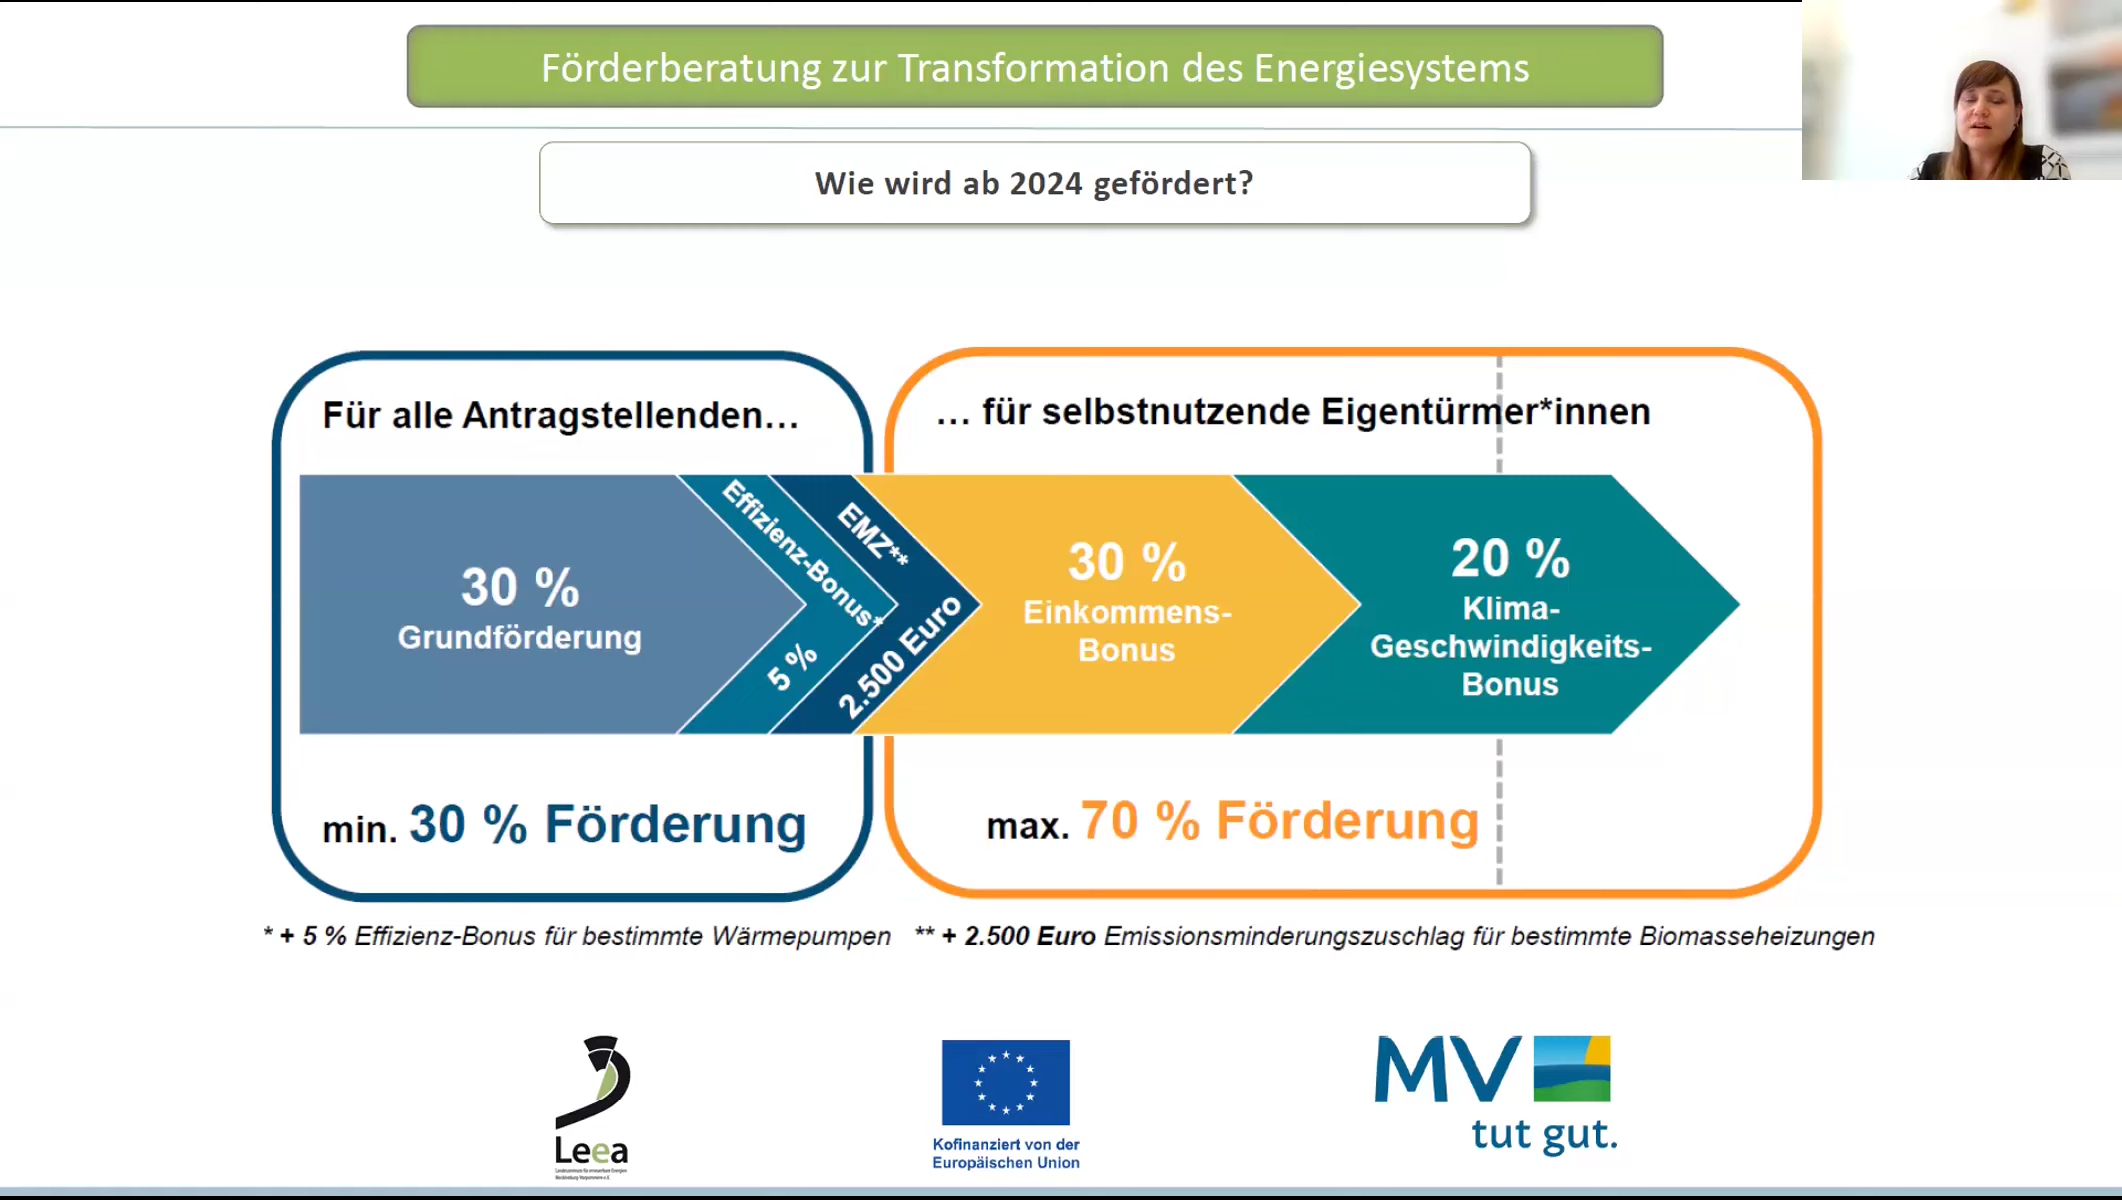 Förderberatung zur Transformation des Energiesystems
Wie wird ab 2024 gefördert?
Für alle Antragstellenden...
... für selbstnutzende Eigentürmer*innen
30 %
Grundförderung
Effizienz-Bonus*
5 %
EMZ**
2.500 Euro
30 %
Einkommens-
Bonus
20 %
Klima-
Geschwindigkeits-
Bonus
min. 30 % Förderung
max. 70 % Förderung
* + 5 % Effizienz-Bonus für bestimmte Wärmepumpen
** + 2.500 Euro Emissionsminderungszuschlag für bestimmte Biomasseheizungen
Leea
Kofinanziert von der
Europäischen Union
MV
tut gut.